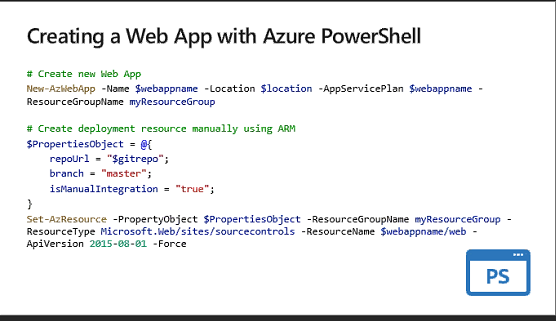 Creating a Web App with Azure PowerShell
# Create new Web App
New-AzWebApp -Name $webappname -Location $location -AppServicePlan $webappname -
ResourceGroupName myResourceGroup
# Create deployment resource manually using ARM
$PropertiesObject = @{
repoUrl = "$gitrepo";
branch = "master";
isManualIntegration = "true";
}
Set-AzResource -PropertyObject $PropertiesObject -ResourceGroupName myResourceGroup -
ResourceType Microsoft.Web/sites/sourcecontrols -ResourceName $webappname/web -
ApiVersion 2015-08-01 -Force
PS